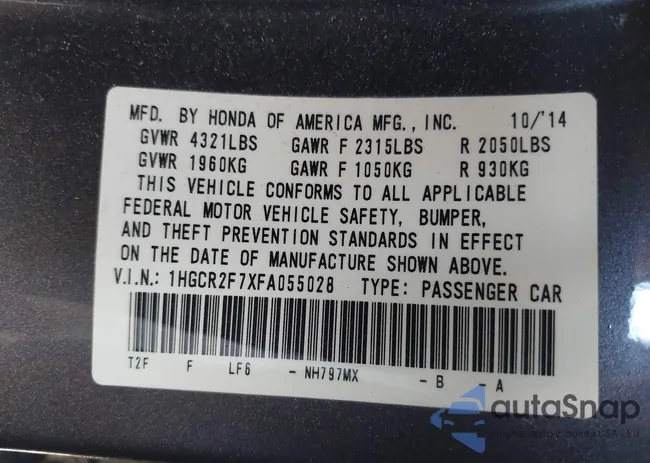 MFD. BY HONDA OF AMERICA MFG., INC. 10/'14
GVWR 4321LBS GAWR F 2315LBS R 2050LBS
GVWR 1960KG GAWR F 1050KG R 930KG
THIS VEHICLE CONFORMS TO ALL APPLICABLE
FEDERAL MOTOR VEHICLE SAFETY, BUMPER,
AND THEFT PREVENTION STANDARDS IN EFFECT
ON THE DATE OF MANUFACTURE SHOWN ABOVE.
V.I.N.: 1HGCR2F7XFA055028 TYPE: PASSENGER CAR
T2F F LF6 - NH797MX - B - A
autaSnap